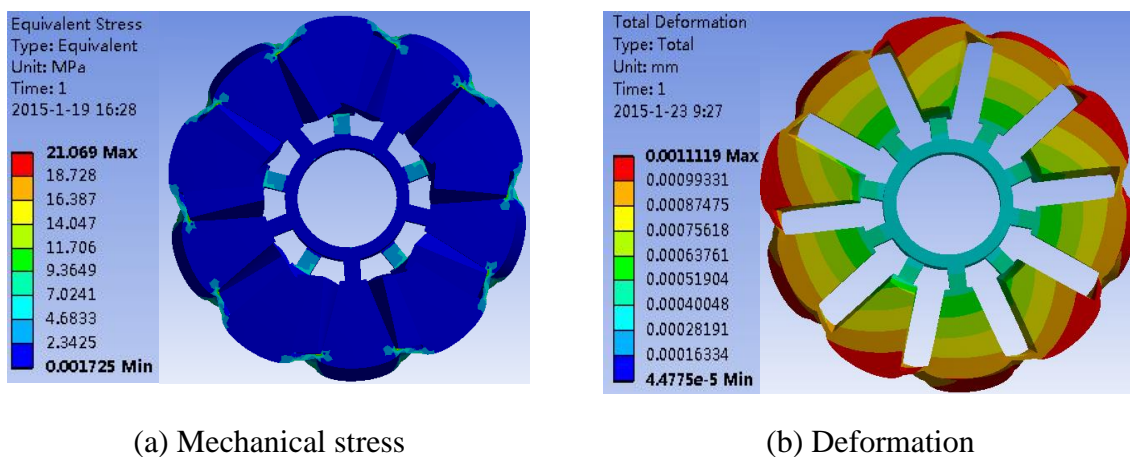 Equivalent Stress
Type: Equivalent
Unit: MPa
Time: 1
2015-1-19 16:28
21.069 Max
18.728
16.387
14.047
11.706
9.3649
7.0241
4.6833
2.3425
0.001725 Min
Total Deformation
Type: Total
Unit: mm
Time: 1
2015-1-23 9:27
0.0011119 Max
0.00099331
0.00087475
0.00075618
0.00063761
0.00051904
0.00040048
0.00028191
0.00016334
4.4775e-5 Min
(a) Mechanical stress
(b) Deformation